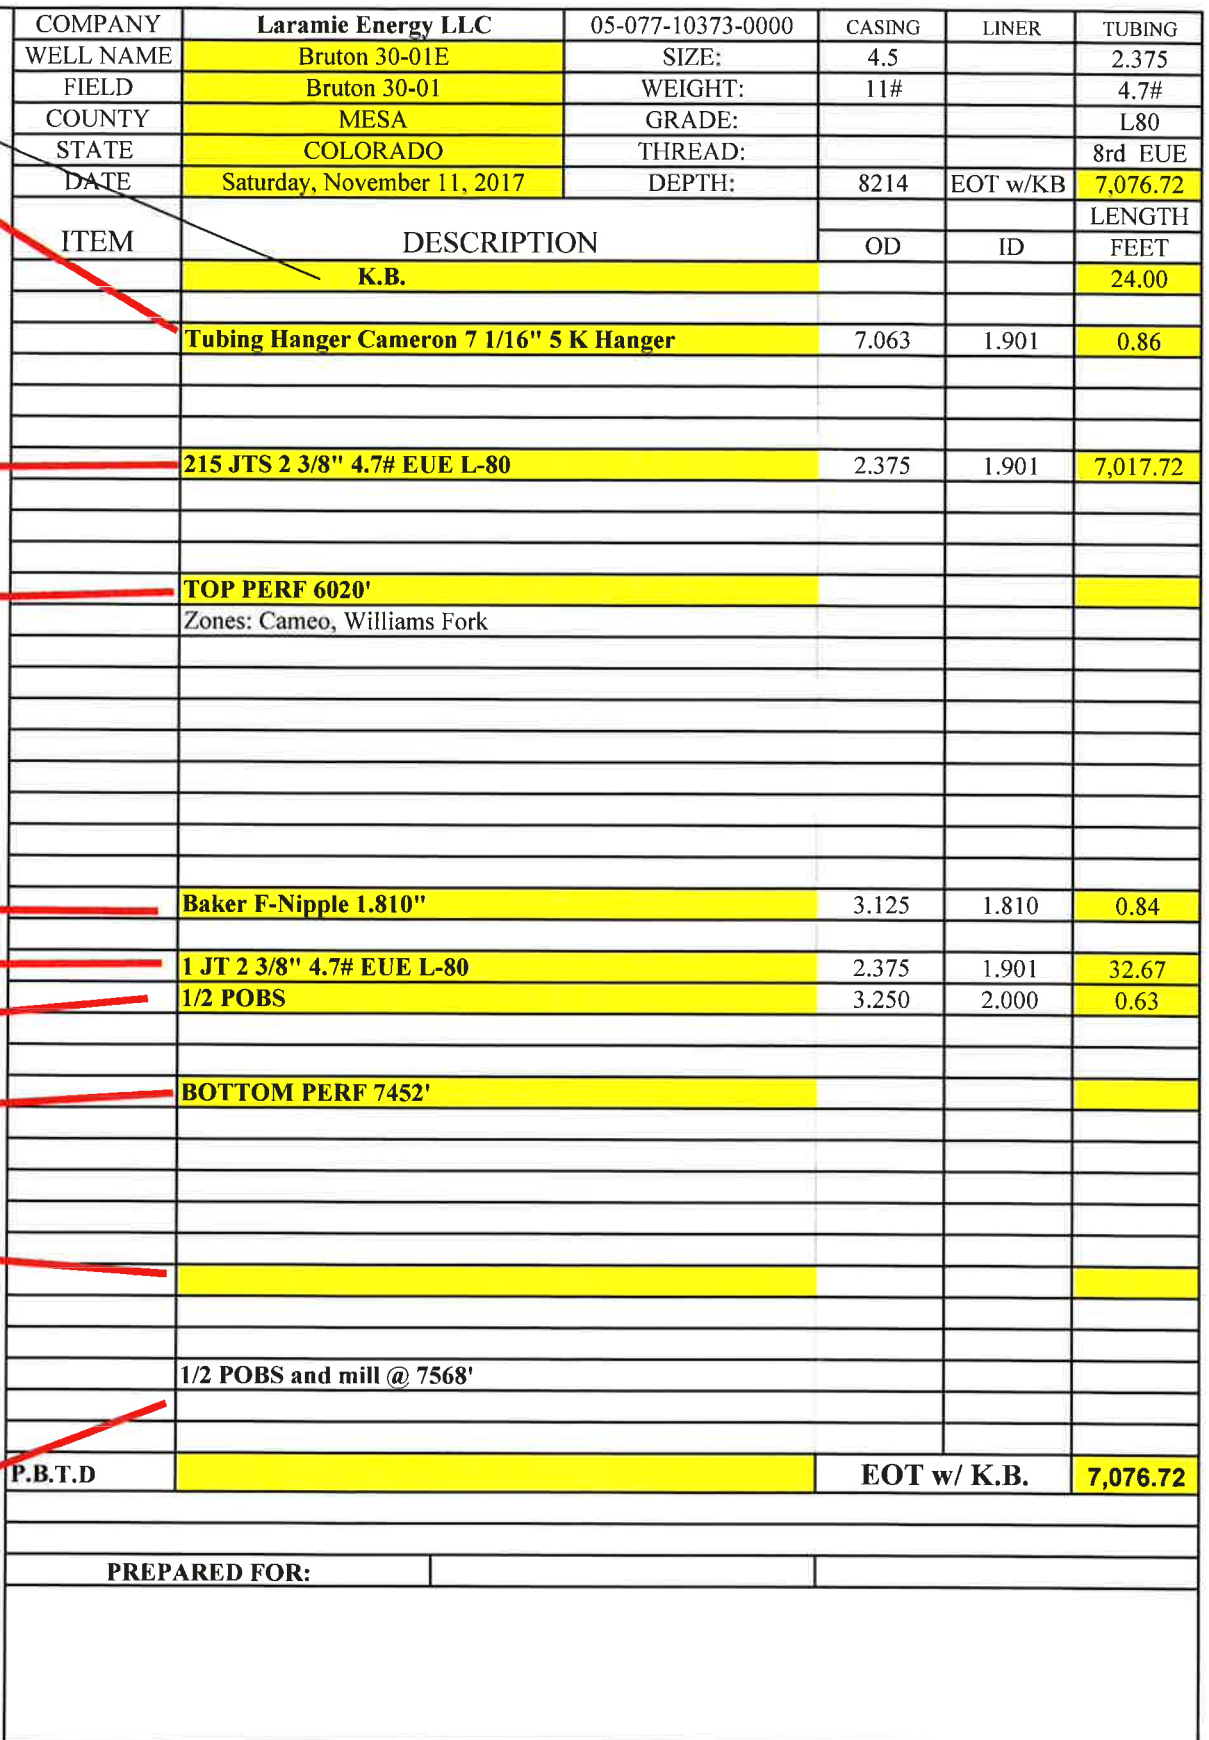 COMPANY Laramie Energy LLC 05-077-10373-0000 CASING LINER TUBING
WELL NAME Bruton 30-01E SIZE: 4.5 2.375
FIELD Bruton 30-01 WEIGHT: 11# 4.7#
COUNTY MESA GRADE: L80
STATE COLORADO THREAD: 8rd EUE
DATE Saturday, November 11, 2017 DEPTH: 8214 EOT w/KB 7,076.72
LENGTH
ITEM DESCRIPTION OD ID FEET
K.B. 24.00
Tubing Hanger Cameron 7 1/16" 5 K Hanger 7.063 1.901 0.86
215 JTS 2 3/8" 4.7# EUE L-80 2.375 1.901 7,017.72
TOP PERF 6020'
Zones: Cameo, Williams Fork
Baker F-Nipple 1.810" 3.125 1.810 0.84
1 JT 2 3/8" 4.7# EUE L-80 2.375 1.901 32.67
1/2 POBS 3.250 2.000 0.63
BOTTOM PERF 7452'
1/2 POBS and mill @ 7568'
P.B.T.D EOT w/ K.B. 7,076.72
PREPARED FOR: